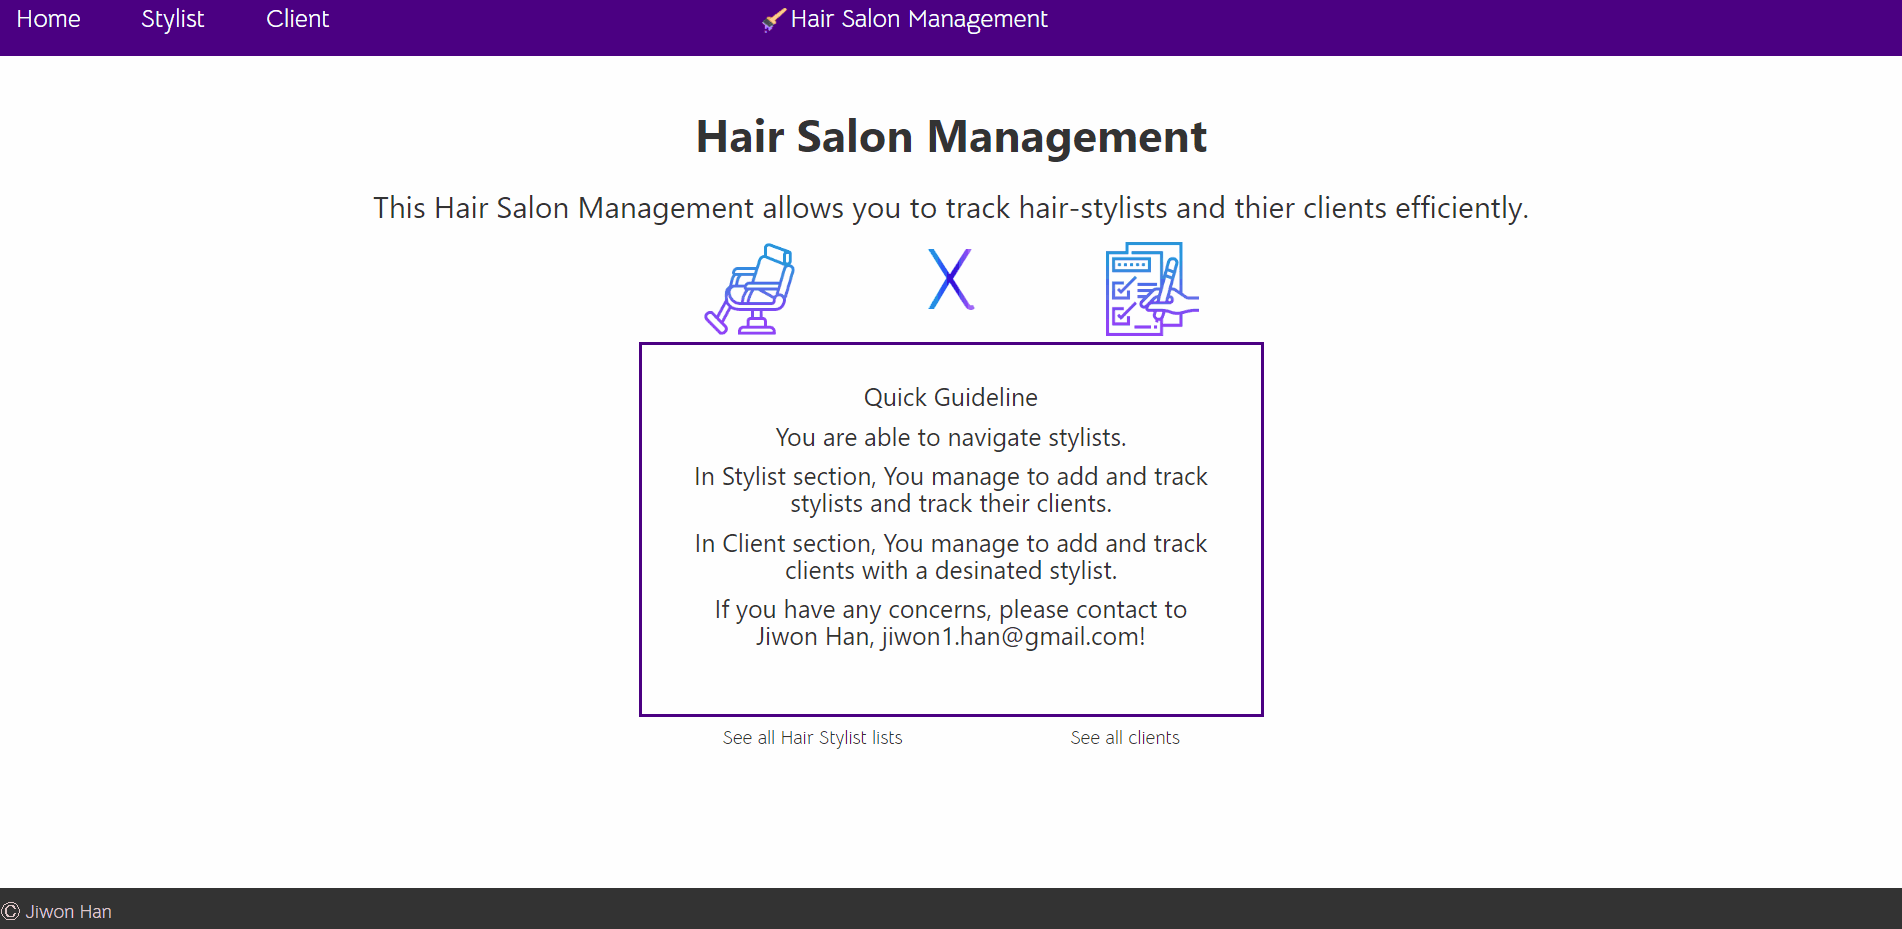 Home Stylist Client Hair Salon Management
Hair Salon Management
This Hair Salon Management allows you to track hair-stylists and thier clients efficiently.
X
Quick Guideline
You are able to navigate stylists.
In Stylist section, You manage to add and track
stylists and track their clients.
In Client section, You manage to add and track
clients with a desinated stylist.
If you have any concerns, please contact to
Jiwon Han, jiwon1.han@gmail.com!
See all Hair Stylist lists See all clients
© Jiwon Han